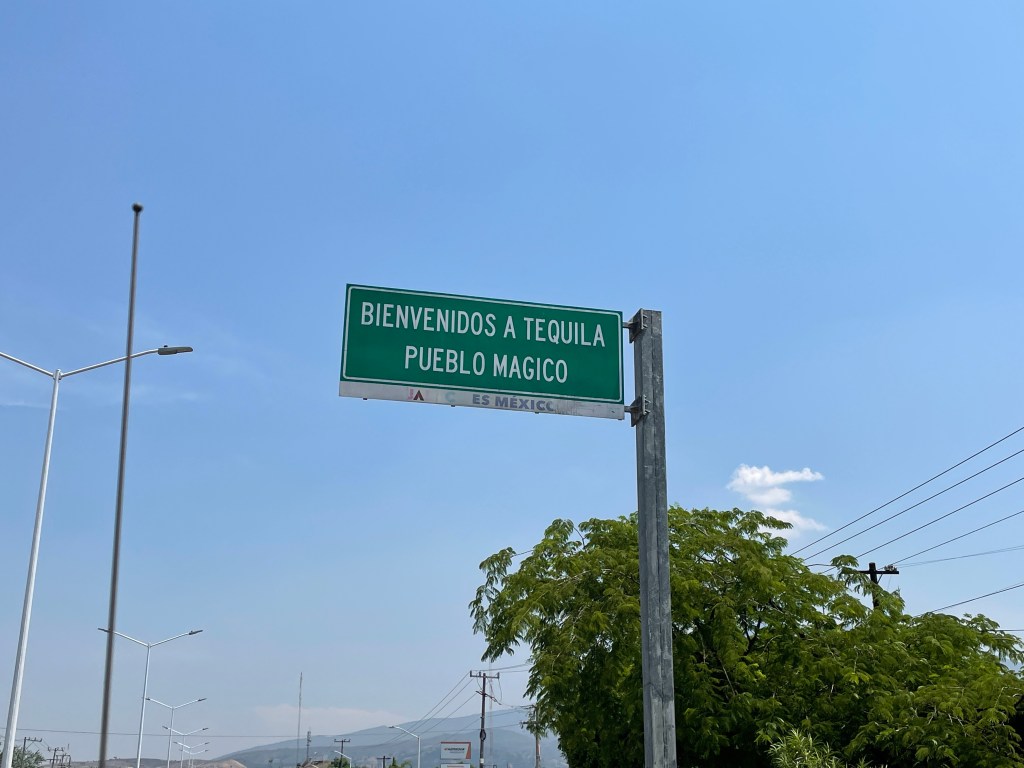 BIENVENIDOS A TEQUILA
PUEBLO MAGICO
ES MÉXICO